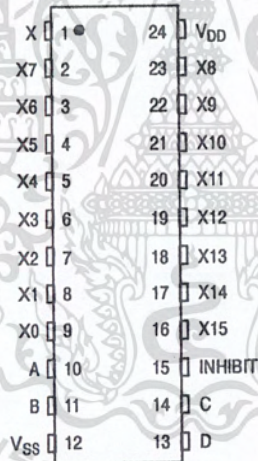 X 1 24 VDD
X7 2 23 X8
X6 3 22 X9
X5 4 21 X10
X4 5 20 X11
X3 6 19 X12
X2 7 18 X13
X1 8 17 X14
X0 9 16 X15
A 10 15 INHIBIT
B 11 14 C
VSS 12 13 D